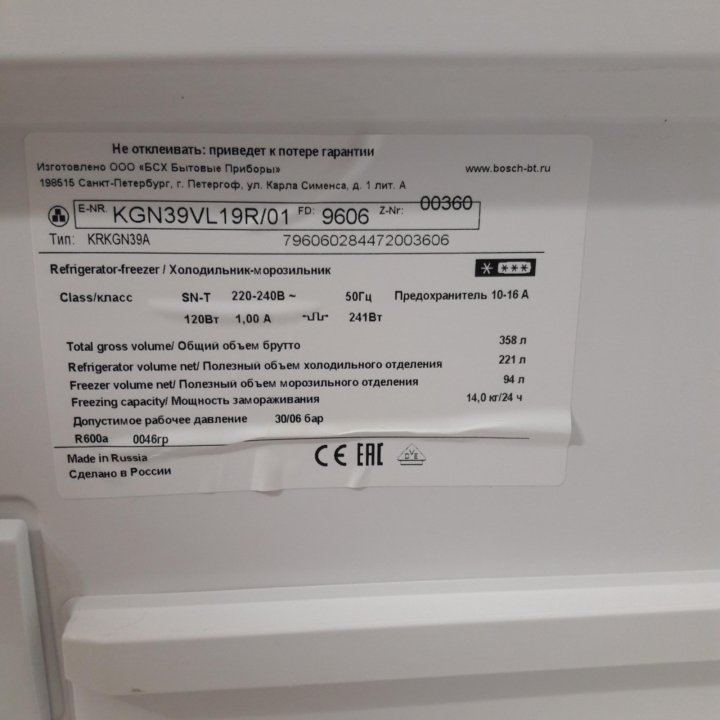 Не отклеивать: приведет к потере гарантии
Изготовлено ООО «БСХ Бытовые Приборы» www.bosch-bt.ru
198515 Санкт-Петербург, г. Петергоф, ул. Карла Сименса, д. 1 лит. А
E-NR. KGN39VL19R/01 FD: 9606 Z-Nr: 00360
Тип: KRKGN39A 796060284472003606
Refrigerator-freezer / Холодильник-морозильник
Class/класс SN-T 220-240В ~ 50Гц Предохранитель 10-16 А
120Вт 1,00 А 241Вт
Total gross volume/ Общий объем брутто 358 л
Refrigerator volume net/ Полезный объем холодильного отделения 221 л
Freezer volume net/ Полезный объем морозильного отделения 94 л
Freezing capacity/ Мощность замораживания 14,0 кг/24 ч
Допустимое рабочее давление 30/06 бар
R600a 0046гр
Made in Russia
Сделано в России
CE EAC DVE